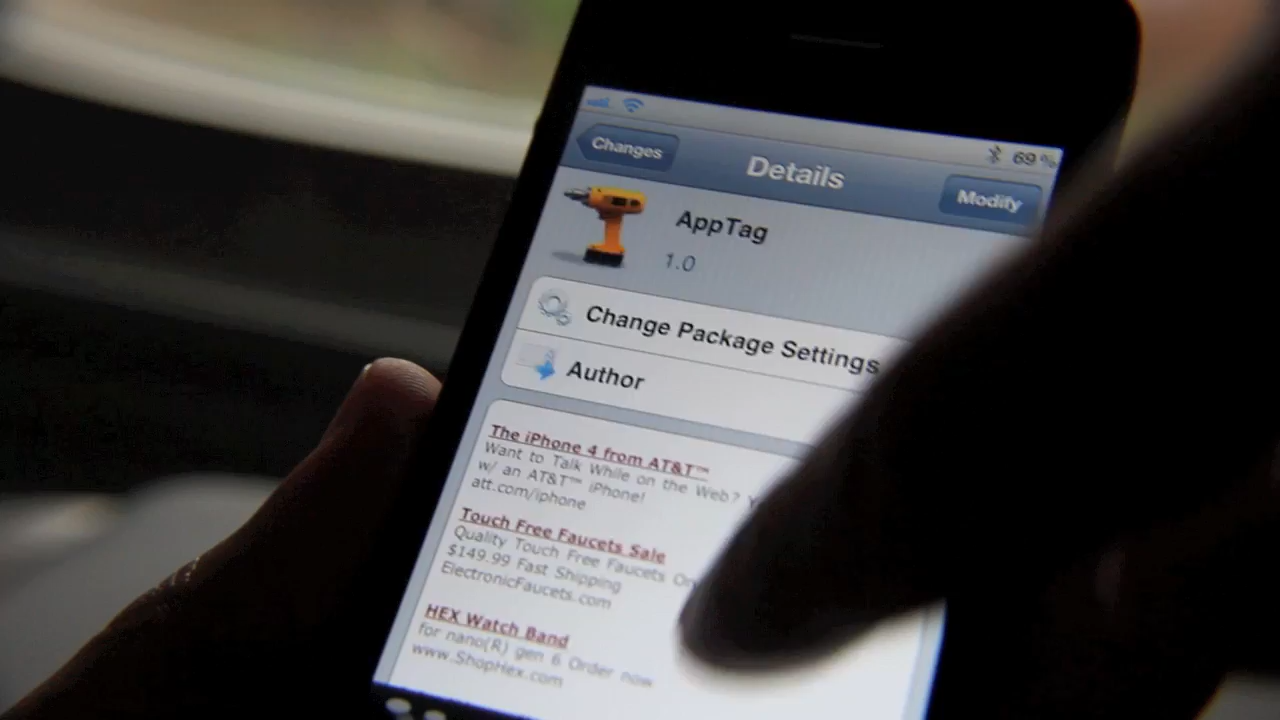 69%
Changes
Details
Modify
AppTag
1.0
Change Package Settings
Author
The iPhone 4 from AT&T™
Want to Talk While on the Web?
w/ an AT&T™ iPhone!
att.com/iphone
Touch Free Faucets Sale
Quality Touch Free Faucets
$149.99 Fast Shipping
ElectronicFaucets.com
HEX Watch Band
for nano(R) gen 6 Order now
www.ShopHex.com